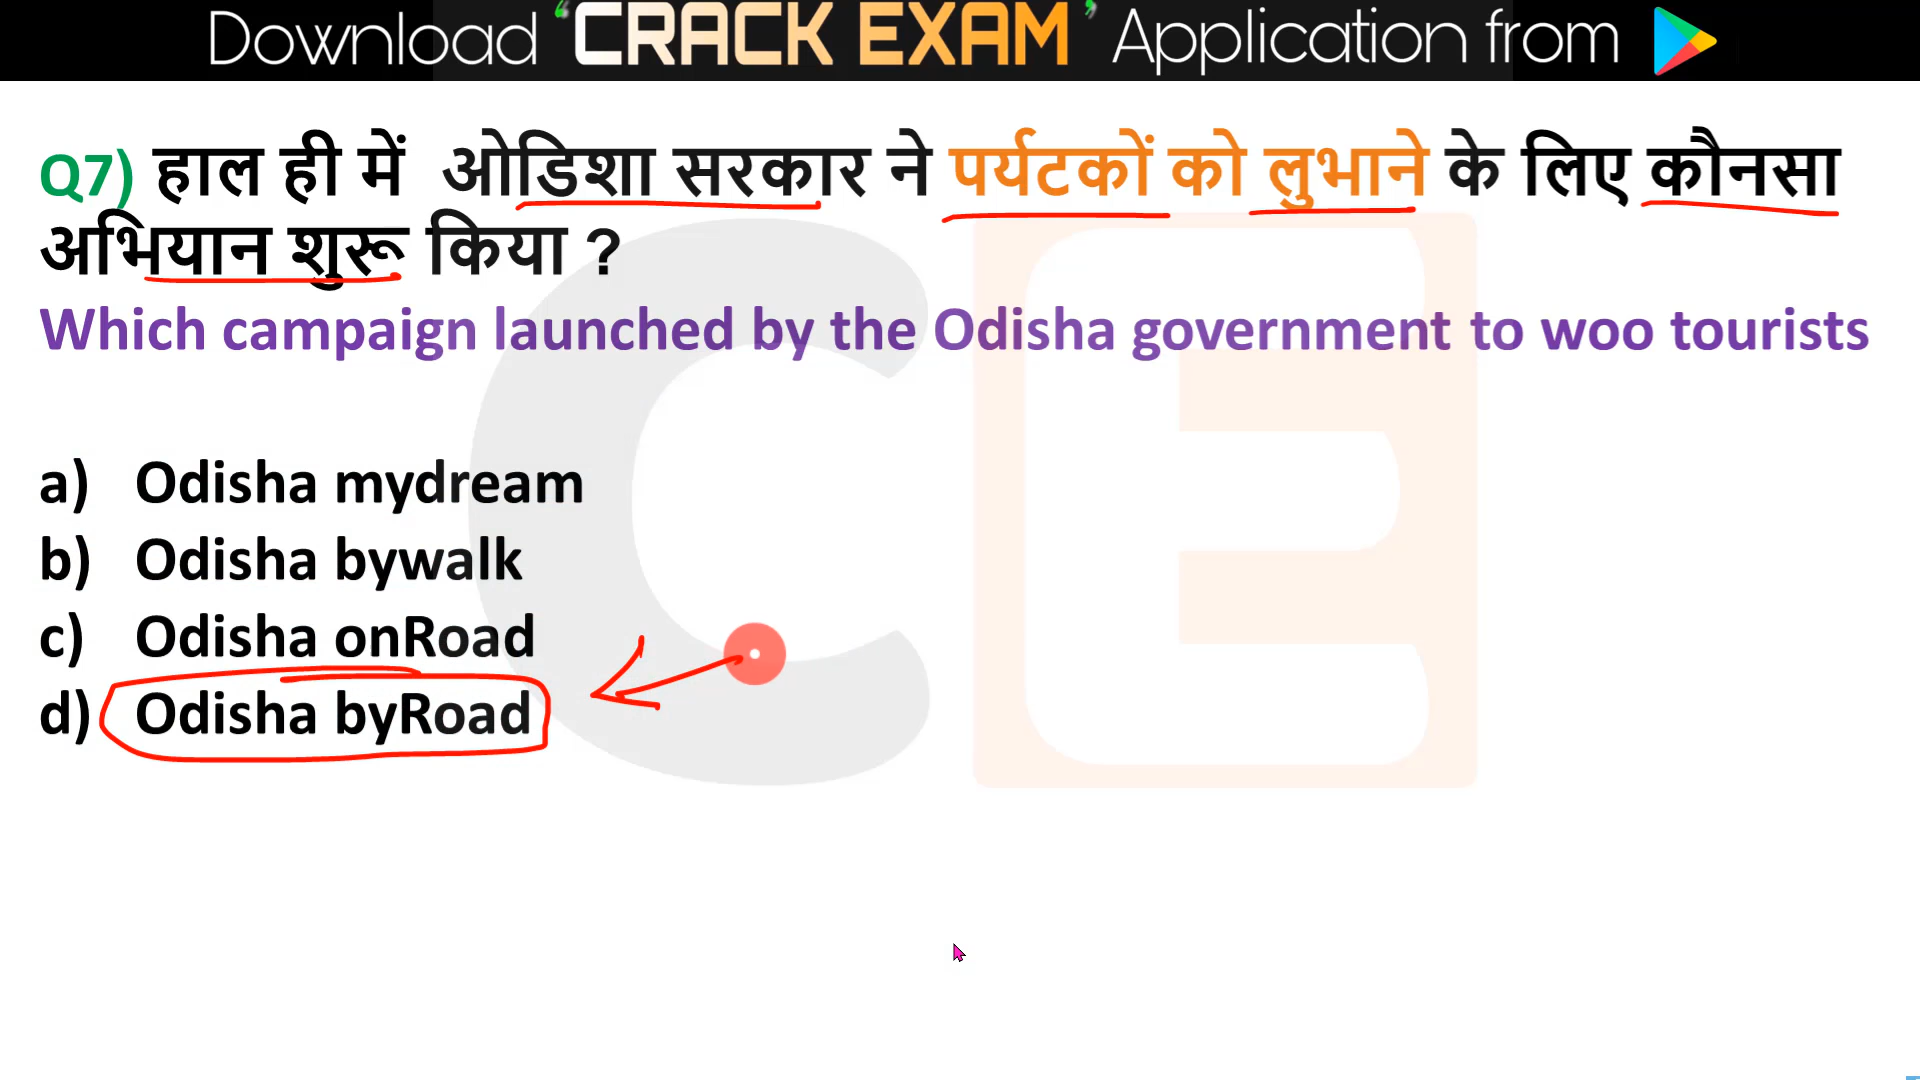 Download ‘CRACK EXAM’ Application from
Q7) हाल ही में ओडिशा सरकार ने पर्यटकों को लुभाने के लिए कौनसा
अभियान शुरू किया ?
Which campaign launched by the Odisha government to woo tourists
a) Odisha mydream
b) Odisha bywalk
c) Odisha onRoad
d) Odisha byRoad
CE